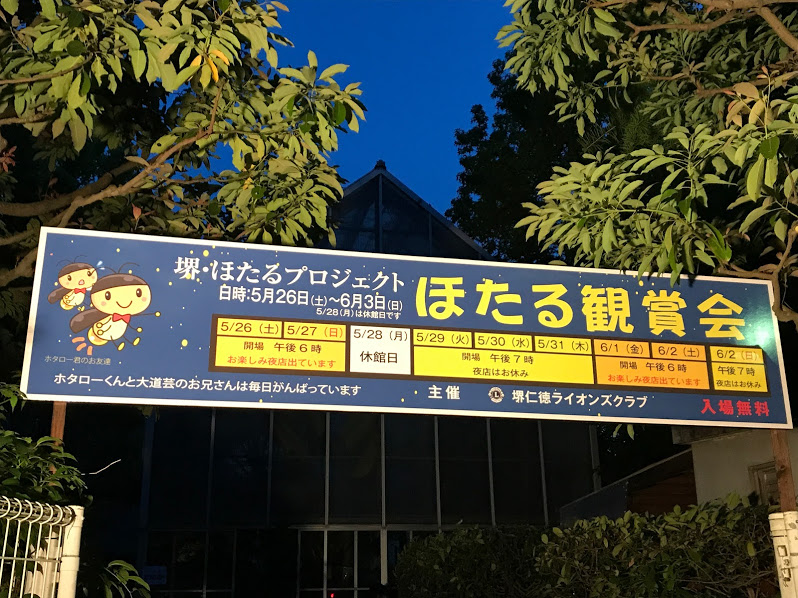 堺・ほたるプロジェクト
日時:5月26日(土)~6月3日(日)
5/28(月)は休館日です
ほたる観賞会
5/26(土) 5/27(日) 5/28(月) 5/29(火) 5/30(水) 5/31(木) 6/1(金) 6/2(土) 6/2(日)
開場 午後6時 休館日 開場 午後7時 開場 午後6時 午後7時
お楽しみ夜店出ています 夜店はお休み お楽しみ夜店出ています 夜店はお休み
ホタロー君のお友達
ホタローくんと大道芸のお兄さんは毎日がんばっています 主催 堺仁徳ライオンズクラブ 入場無料